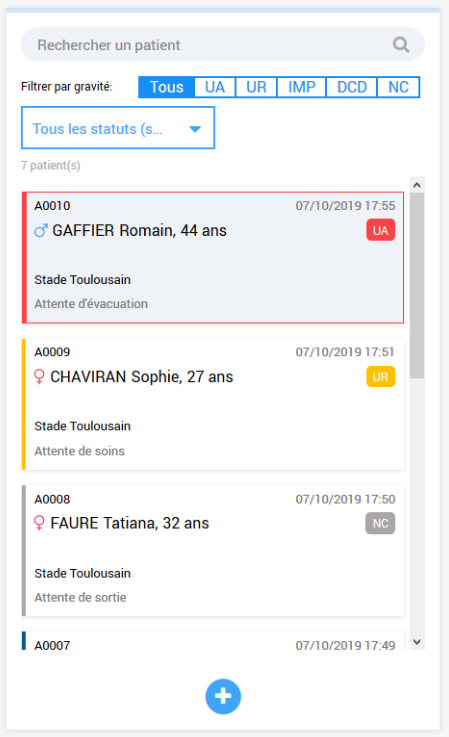 Rechercher un patient
Filtrer par gravité: Tous UA UR IMP DCD NC
Tous les statuts (s...
7 patient(s)
A0010 07/10/2019 17:55
GAFFIER Romain, 44 ans UA
Stade Toulousain
Attente d'évacuation
A0009 07/10/2019 17:51
CHAVIRAN Sophie, 27 ans UR
Stade Toulousain
Attente de soins
A0008 07/10/2019 17:50
FAURE Tatiana, 32 ans NC
Stade Toulousain
Attente de sortie
A0007 07/10/2019 17:49